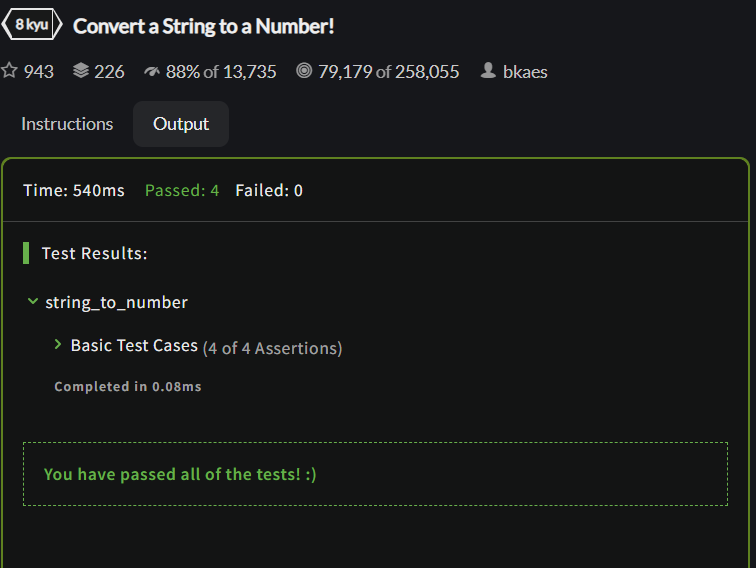 8 kyu Convert a String to a Number!
943 226 88% of 13,735 79,179 of 258,055 bkaes
Instructions Output
Time: 540ms Passed: 4 Failed: 0
Test Results:
string_to_number
Basic Test Cases (4 of 4 Assertions)
Completed in 0.08ms
You have passed all of the tests! :)